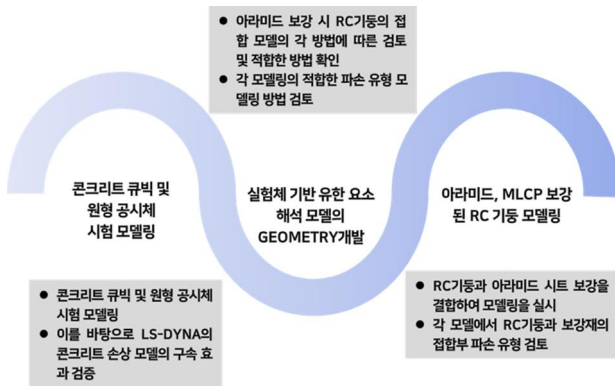 ● 아라미드 보강 시 RC기둥의 접
합 모델의 각 방법에 따른 검토
및 적합한 방법 확인
● 각 모델링의 적합한 파손 유형 모
델링 방법 검토
콘크리트 큐빅 및
원형 공시체
시험 모델링
실험체 기반 유한 요소
해석 모델의
GEOMETRY개발
아라미드, MLCP 보강
된 RC 기둥 모델링
● 콘크리트 큐빅 및 원형 공시체
시험 모델링
● 이를 바탕으로 LS-DYNA의
콘크리트 손상 모델의 구속 효
과 검증
● RC기둥과 아라미드 시트 보강을
결합하여 모델링을 실시
● 각 모델에서 RC기둥과 보강재의
접합부 파손 유형 검토